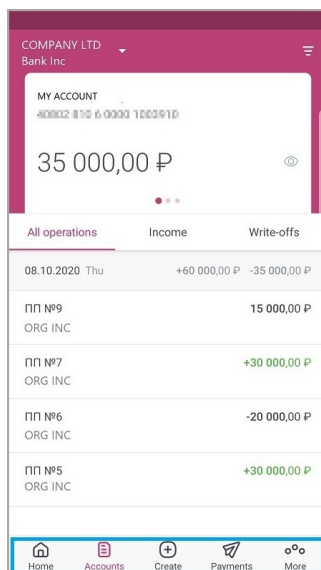 COMPANY LTD
Bank Inc
MY ACCOUNT
35 000,00 ₽
All operations Income Write-offs
08.10.2020 Thu +60 000,00 ₽ -35 000,00 ₽
ПП №9 15 000,00 ₽
ORG INC
ПП №7 +30 000,00 ₽
ORG INC
ПП №6 -20 000,00 ₽
ORG INC
ПП №5 +30 000,00 ₽
ORG INC
Home Accounts Create Payments More